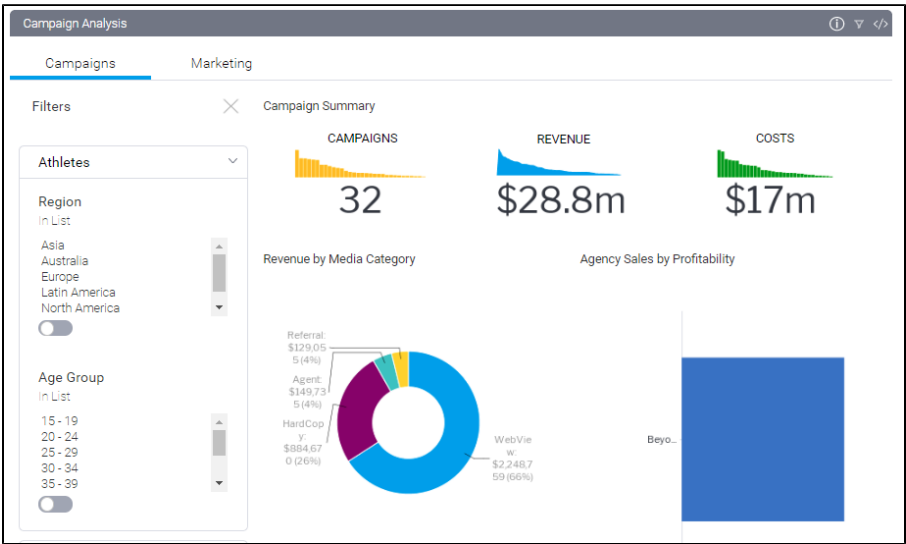 Campaign Analysis
Campaigns Marketing
Filters
Athletes
Region
In List
Asia
Australia
Europe
Latin America
North America
Age Group
In List
15 - 19
20 - 24
25 - 29
30 - 34
35 - 39
Campaign Summary
CAMPAIGNS
32
REVENUE
$28.8m
COSTS
$17m
Revenue by Media Category
Referral:
$129,05
5 (4%)
Agent:
$149,73
5 (4%)
HardCop
y:
$884,67
0 (26%)
WebVie
w:
$2,248,7
59 (66%)
Agency Sales by Profitability
Beyo...